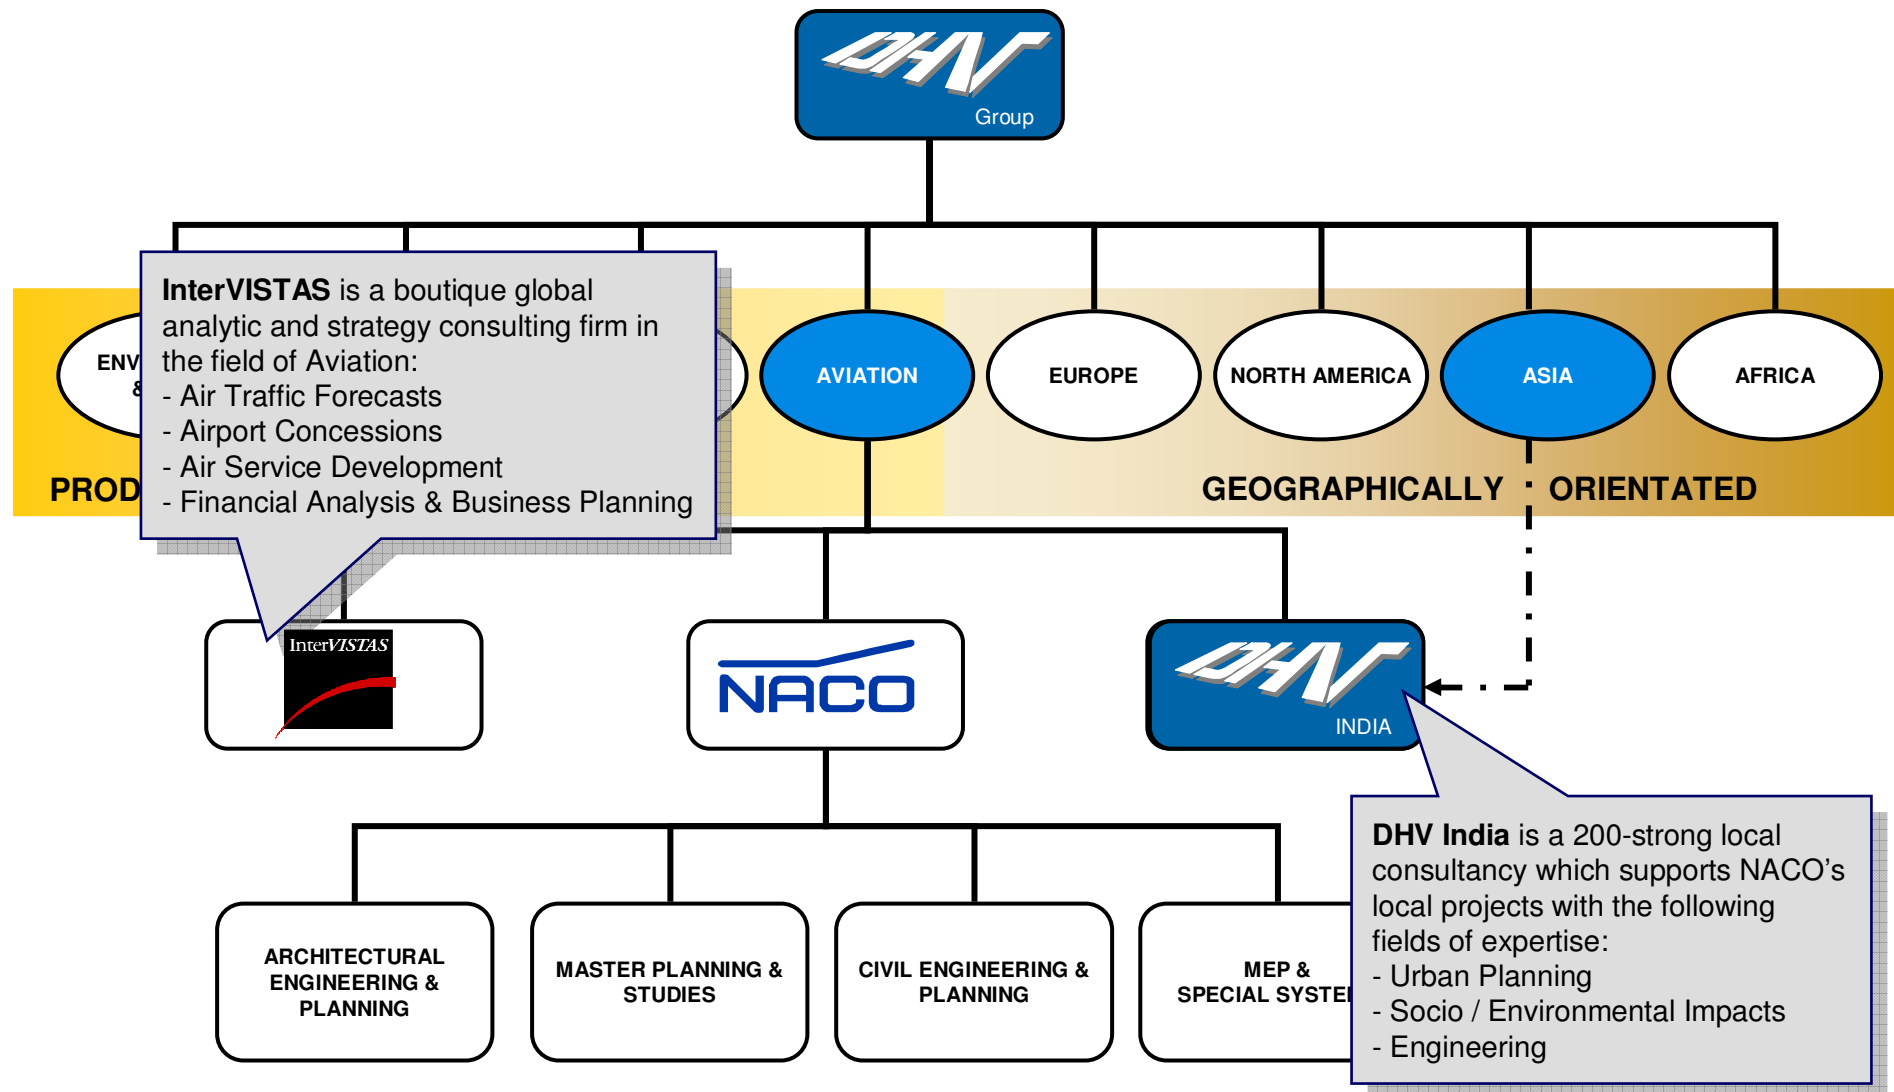 DHV
Group
InterVISTAS is a boutique global
analytic and strategy consulting firm in
the field of Aviation:
- Air Traffic Forecasts
- Airport Concessions
- Air Service Development
- Financial Analysis & Business Planning
AVIATION
EUROPE
NORTH AMERICA
ASIA
AFRICA
GEOGRAPHICALLY ORIENTATED
InterVISTAS
NACO
DHV
INDIA
ARCHITECTURAL
ENGINEERING &
PLANNING
MASTER PLANNING &
STUDIES
CIVIL ENGINEERING &
PLANNING
MEP &
SPECIAL
DHV India is a 200-strong local
consultancy which supports NACO’s
local projects with the following
fields of expertise:
- Urban Planning
- Socio / Environmental Impacts
- Engineering